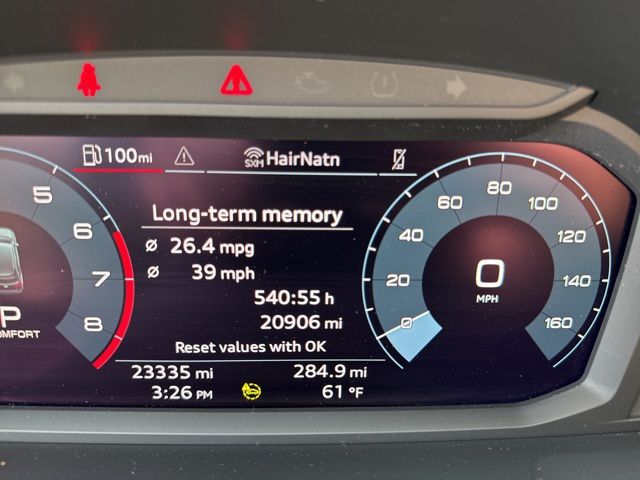 100mi
SXM HairNatn
Long-term memory
ø 26.4 mpg
ø 39 mph
540:55 h
20906 mi
Reset values with OK
23335 mi 284.9 mi
3:26 PM 61 °F
5
6
7
8
P
COMFORT
0
20
40
60
80
100
120
140
160
0
MPH